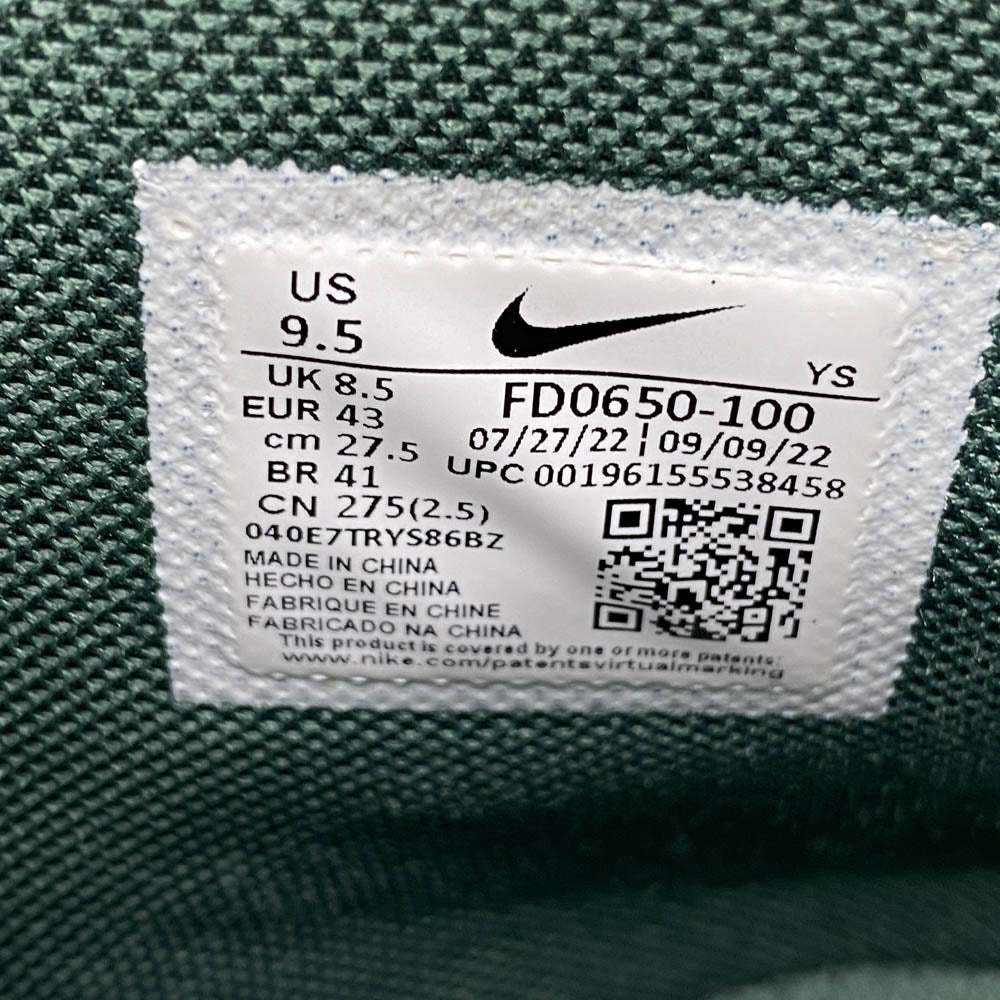 US
9.5
YS
UK 8.5
EUR 43
cm 27.5
BR 41
CN 275(2.5)
FD0650-100
07/27/22 ¦ 09/09/22
UPC 00196155538458
040E7TRYS86BZ
MADE IN CHINA
HECHO EN CHINA
FABRIQUE EN CHINE
FABRICADO NA CHINA
This product is covered by one or more patents:
www.nike.com/patentsvirtualmarking